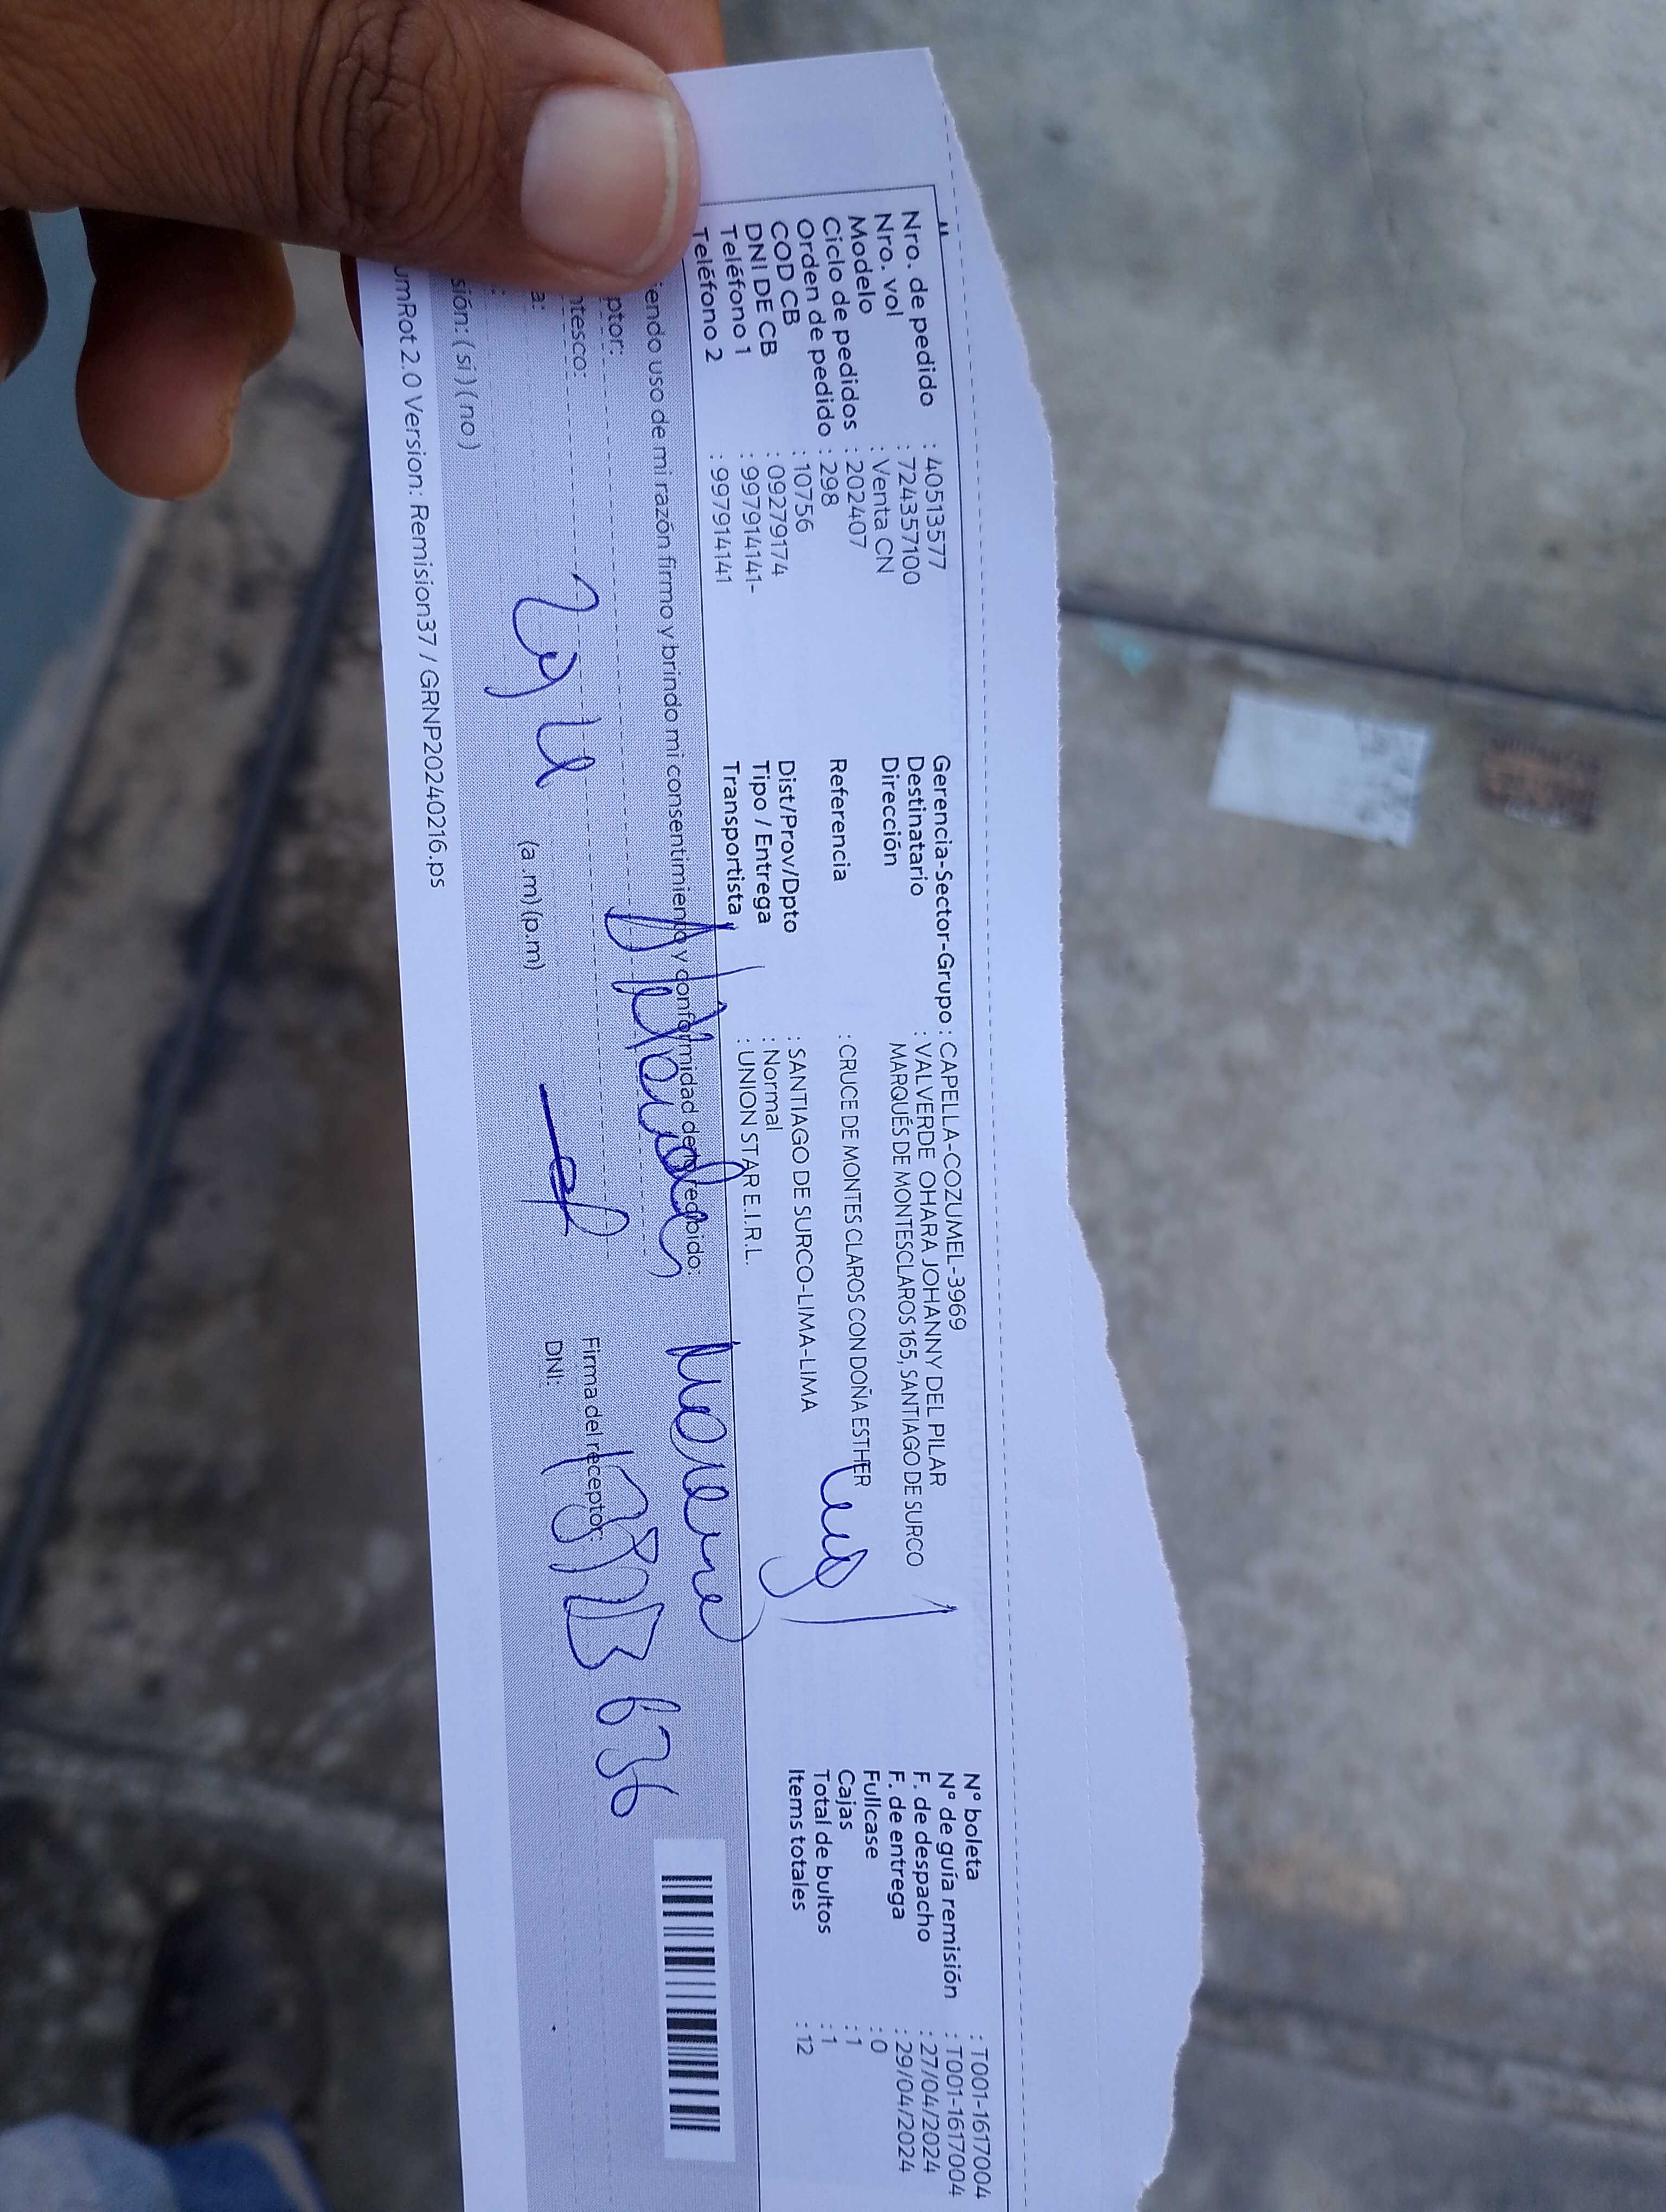 Nro. de pedido : 40513577
Nro. vol : 724357100
Modelo : Venta CN
Ciclo de pedidos : 202407
Orden de pedido : 298
COD CB : 10756
DNI DE CB : 09279174
Teléfono 1 : 997914141-
Teléfono 2 : 997914141
Gerencia-Sector-Grupo : CAPELLA-COZUMEL-3969
Destinatario : VALVERDE OHARA JOHANNY DEL PILAR
Dirección MARQUÉS DE MONTESCLAROS 165, SANTIAGO DE SURCO
Referencia : CRUCE DE MONTES CLAROS CON DOÑA ESTHER
Dist/Prov/Dpto : SANTIAGO DE SURCO-LIMA-LIMA
Tipo / Entrega : Normal
Transportista : UNION STAR E.I.R.L.
N° boleta : T001-1617004
N° de guía remisión : T001-1617004
F. de despacho : 27/04/2024
F. de entrega : 29/04/2024
Fullcase : 0
Cajas : 1
Total de bultos : 1
Items totales : 12
iendo uso de mi razón firmo y brindo mi consentimiento y conformidad de lo recibido:
ptor:
ntesco:
a: (a.m) (p.m)
Firma del receptor:
DNI:
sión: ( si ) ( no )
umRot 2.0 Version: Remision37 / GRNP20240216.ps